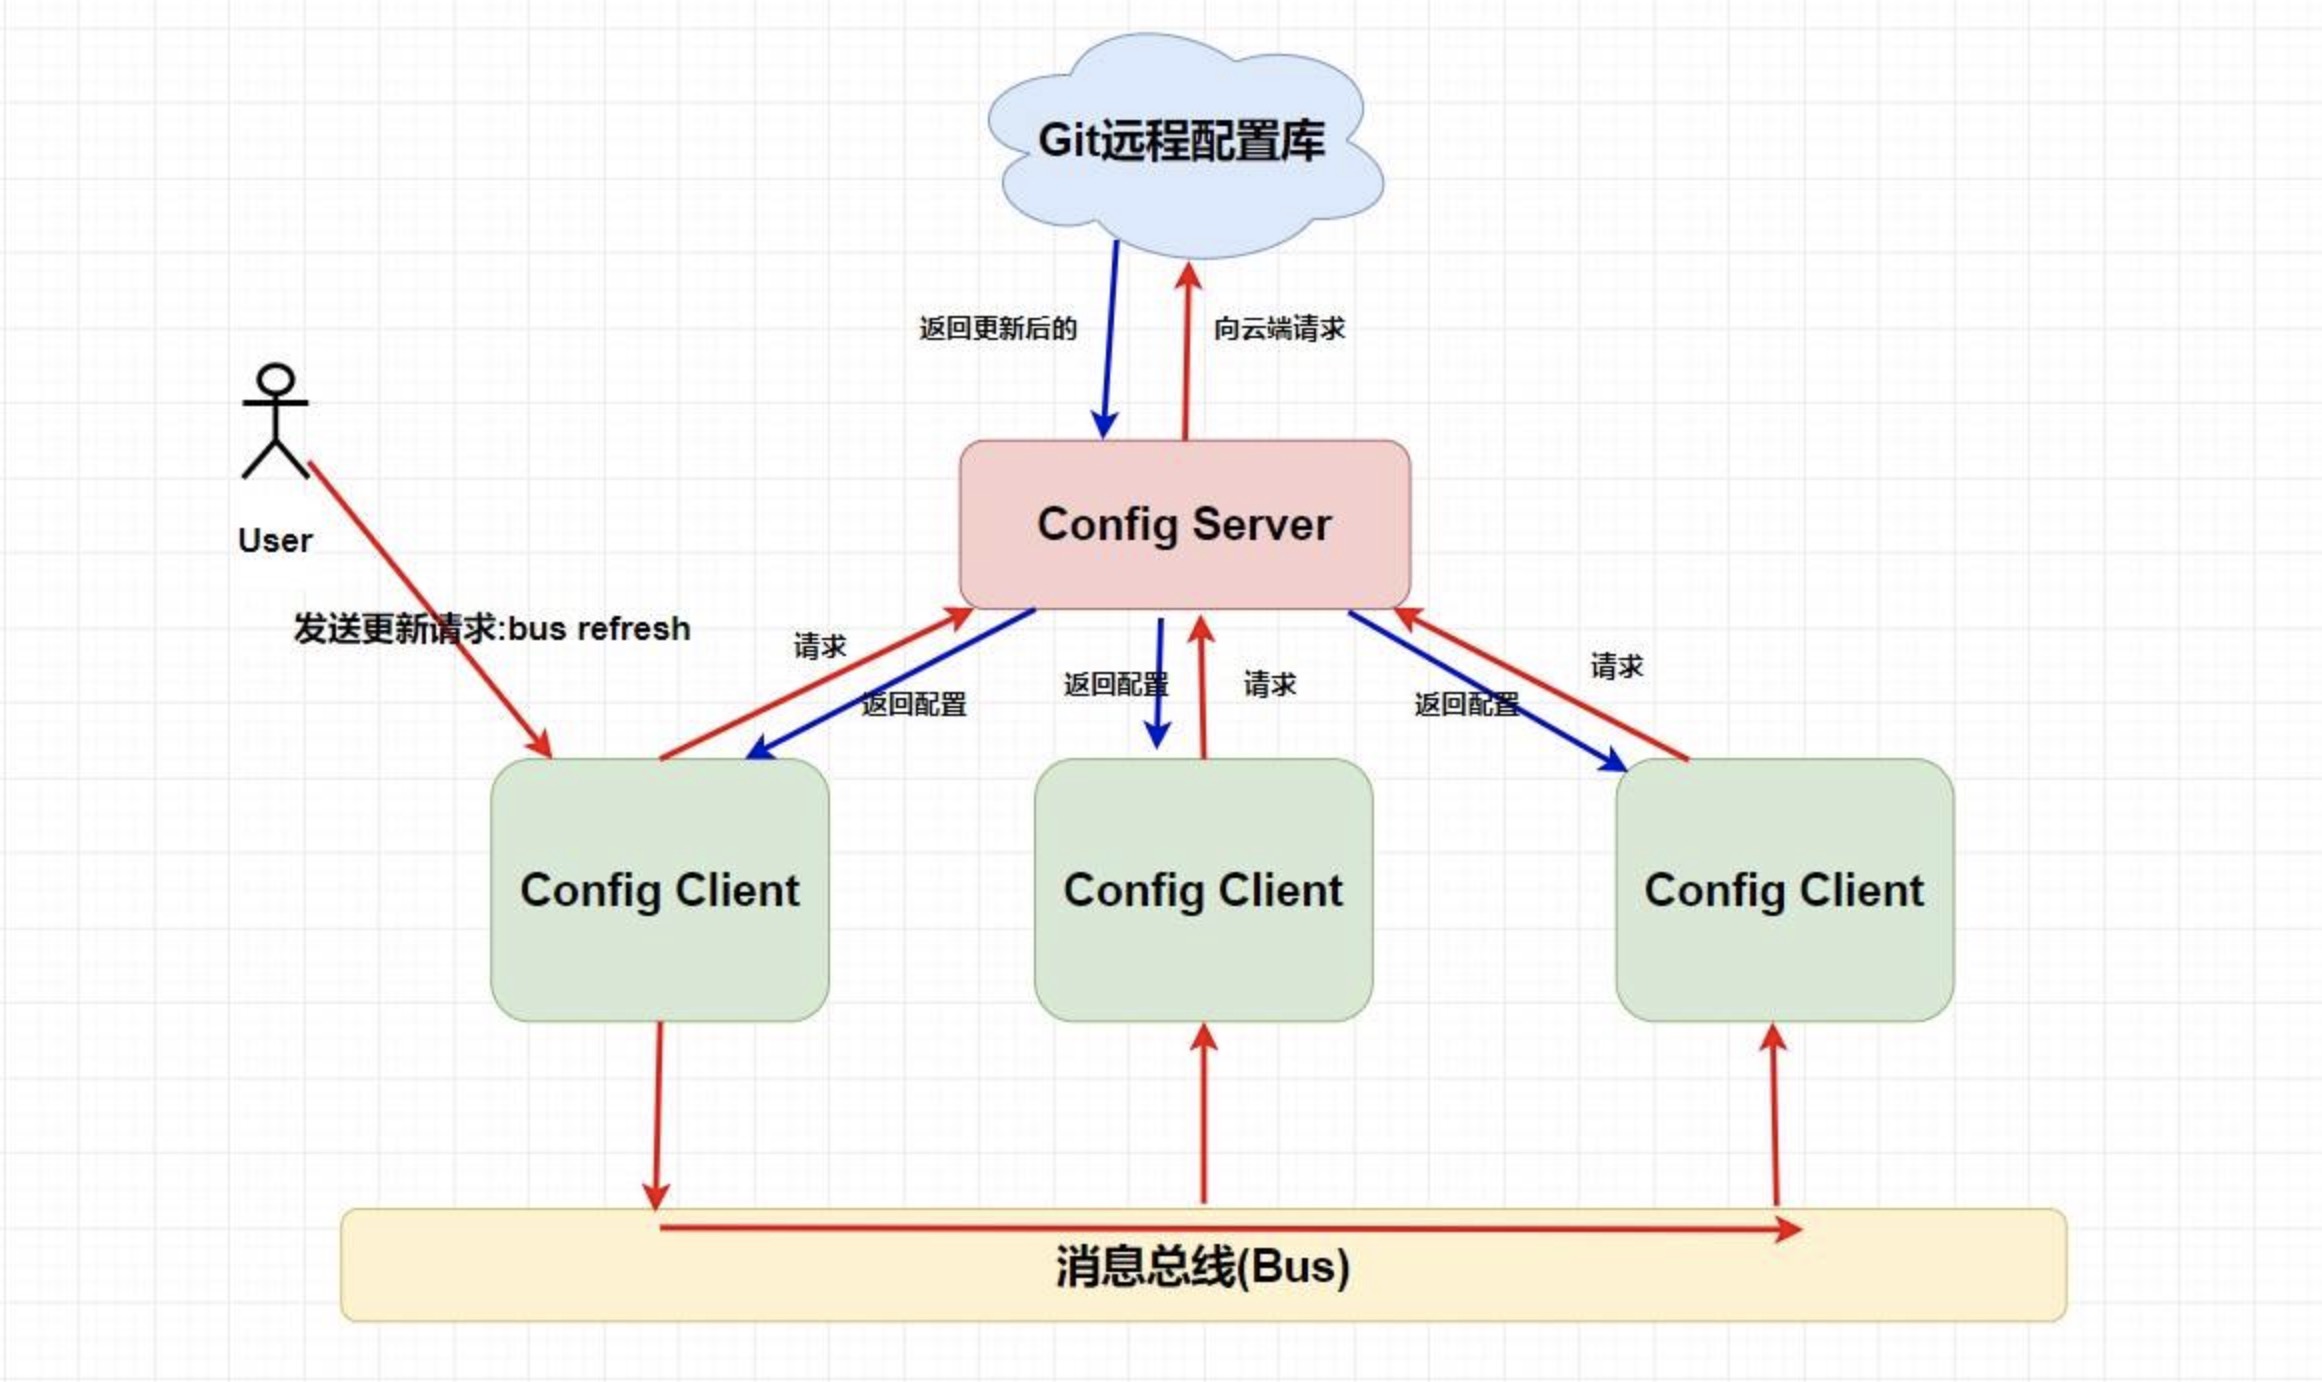 Git远程配置库
返回更新后的
向云端请求
Config Server
User
发送更新请求:bus refresh
请求
返回配置
返回配置
请求
返回配置
请求
Config Client
Config Client
Config Client
消息总线(Bus)